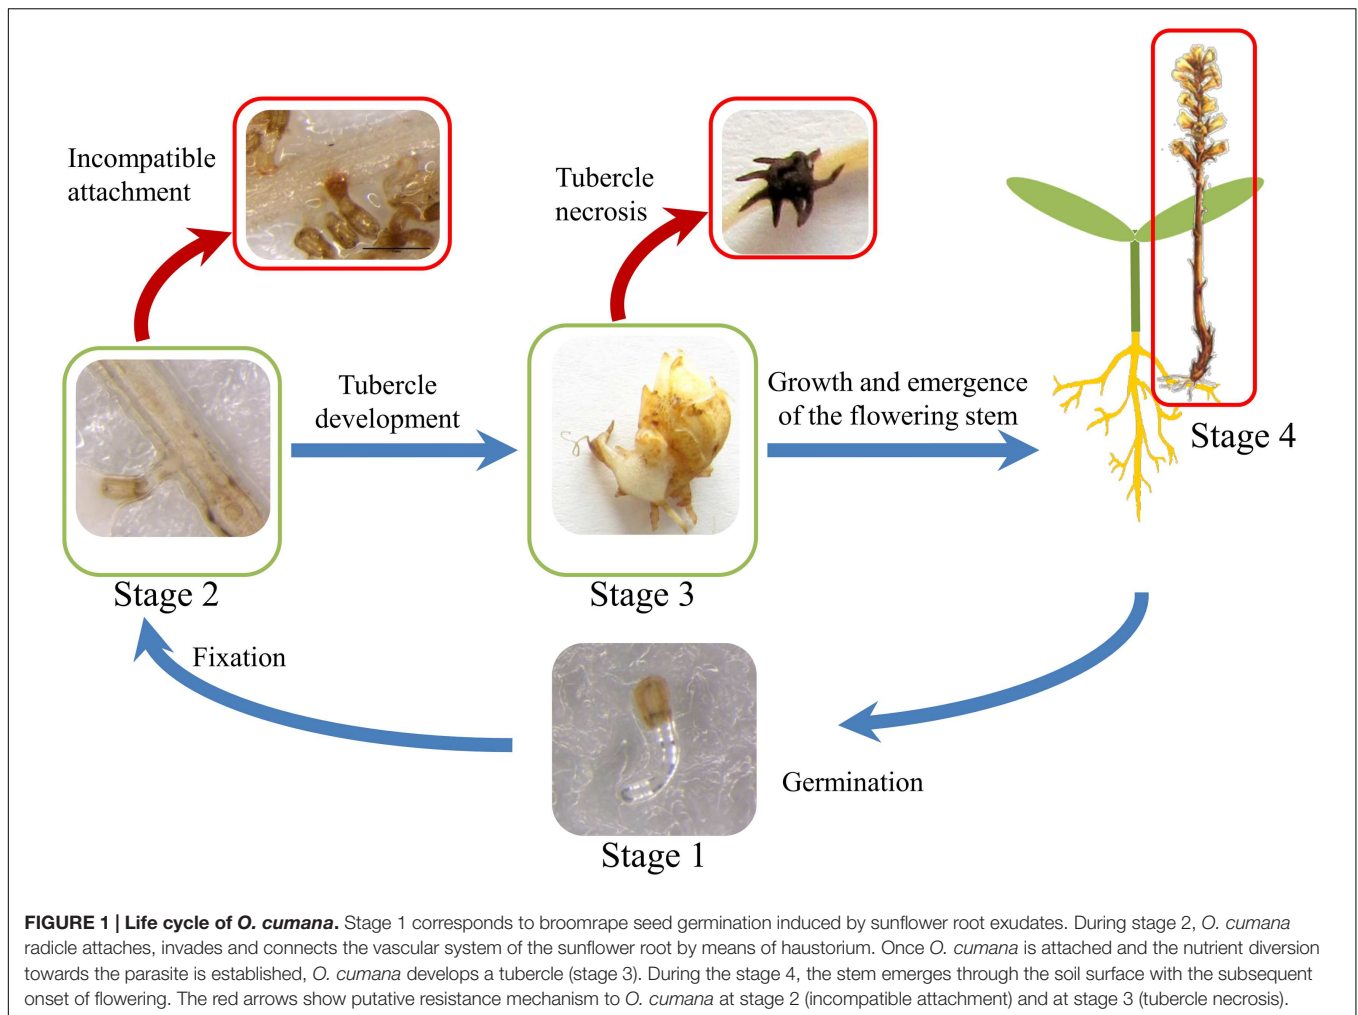 Incompatible
attachment
Tubercle
necrosis
Tubercle
development
Growth and emergence
of the flowering stem
Stage 4
Stage 2
Stage 3
Fixation
Germination
Stage 1
FIGURE 1 | Life cycle of O. cumana. Stage 1 corresponds to broomrape seed germination induced by sunflower root exudates. During stage 2, O. cumana
radicle attaches, invades and connects the vascular system of the sunflower root by means of haustorium. Once O. cumana is attached and the nutrient diversion
towards the parasite is established, O. cumana develops a tubercle (stage 3). During the stage 4, the stem emerges through the soil surface with the subsequent
onset of flowering. The red arrows show putative resistance mechanism to O. cumana at stage 2 (incompatible attachment) and at stage 3 (tubercle necrosis).